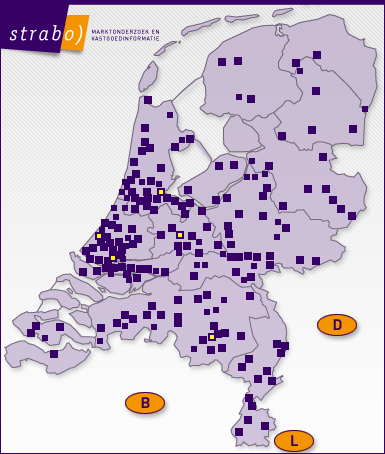 strabo)
MARKTONDERZOEK EN
VASTGOEDINFORMATIE
D
B
L